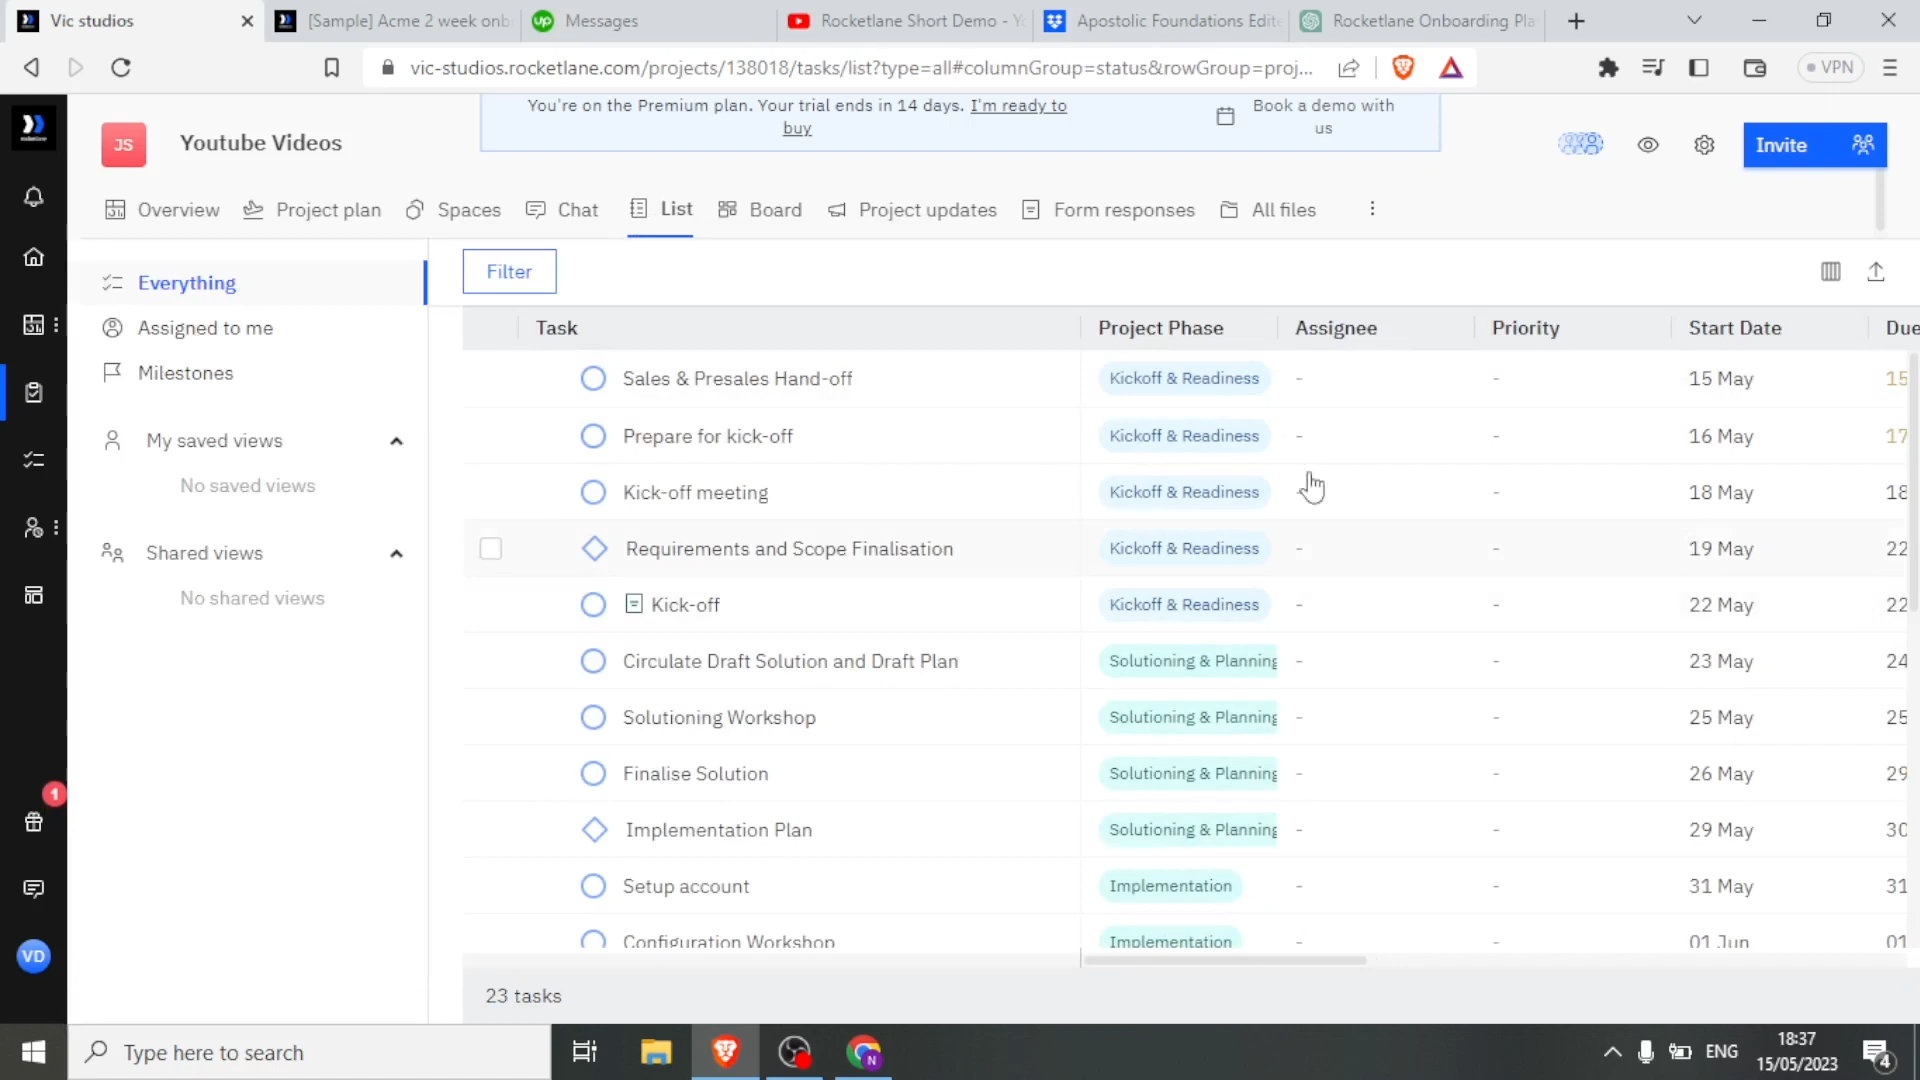 Vic studios
[Sample] Acme 2 week onb
Messages
Rocketlane Short Demo - Yo
Apostolic Foundations Edite
Rocketlane Onboarding Pla
vic-studios.rocketlane.com/projects/138018/tasks/list?type=all#columnGroup=status&rowGroup=proj...
VPN
rocketlane
JS
Youtube Videos
You're on the Premium plan. Your trial ends in 14 days. I'm ready to
buy
Book a demo with
us
Invite
Overview
Project plan
Spaces
Chat
List
Board
Project updates
Form responses
All files
Everything
Assigned to me
Milestones
My saved views
No saved views
Shared views
No shared views
Filter
Task Project Phase Assignee Priority Start Date Due
Sales & Presales Hand-off Kickoff & Readiness - - 15 May 15
Prepare for kick-off Kickoff & Readiness - - 16 May 17
Kick-off meeting Kickoff & Readiness - - 18 May 18
Requirements and Scope Finalisation Kickoff & Readiness - - 19 May 22
Kick-off Kickoff & Readiness - - 22 May 22
Circulate Draft Solution and Draft Plan Solutioning & Planning - - 23 May 24
Solutioning Workshop Solutioning & Planning - - 25 May 25
Finalise Solution Solutioning & Planning - - 26 May 29
Implementation Plan Solutioning & Planning - - 29 May 30
Setup account Implementation - - 31 May 31
Configuration Workshop Implementation - - 01 Jun 01
23 tasks
1
VD
Type here to search
N
ENG
18:37
15/05/2023
4